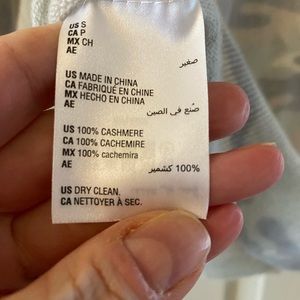 US S
CA P
MX CH
AE
صغير
US MADE IN CHINA
CA FABRIQUÉ EN CHINE
MX HECHO EN CHINA
AE
صُنع في الصين
US 100% CASHMERE
CA 100% CACHEMIRE
MX 100% cachemira
AE
100% كشمير
US DRY CLEAN.
CA NETTOYER À SEC.